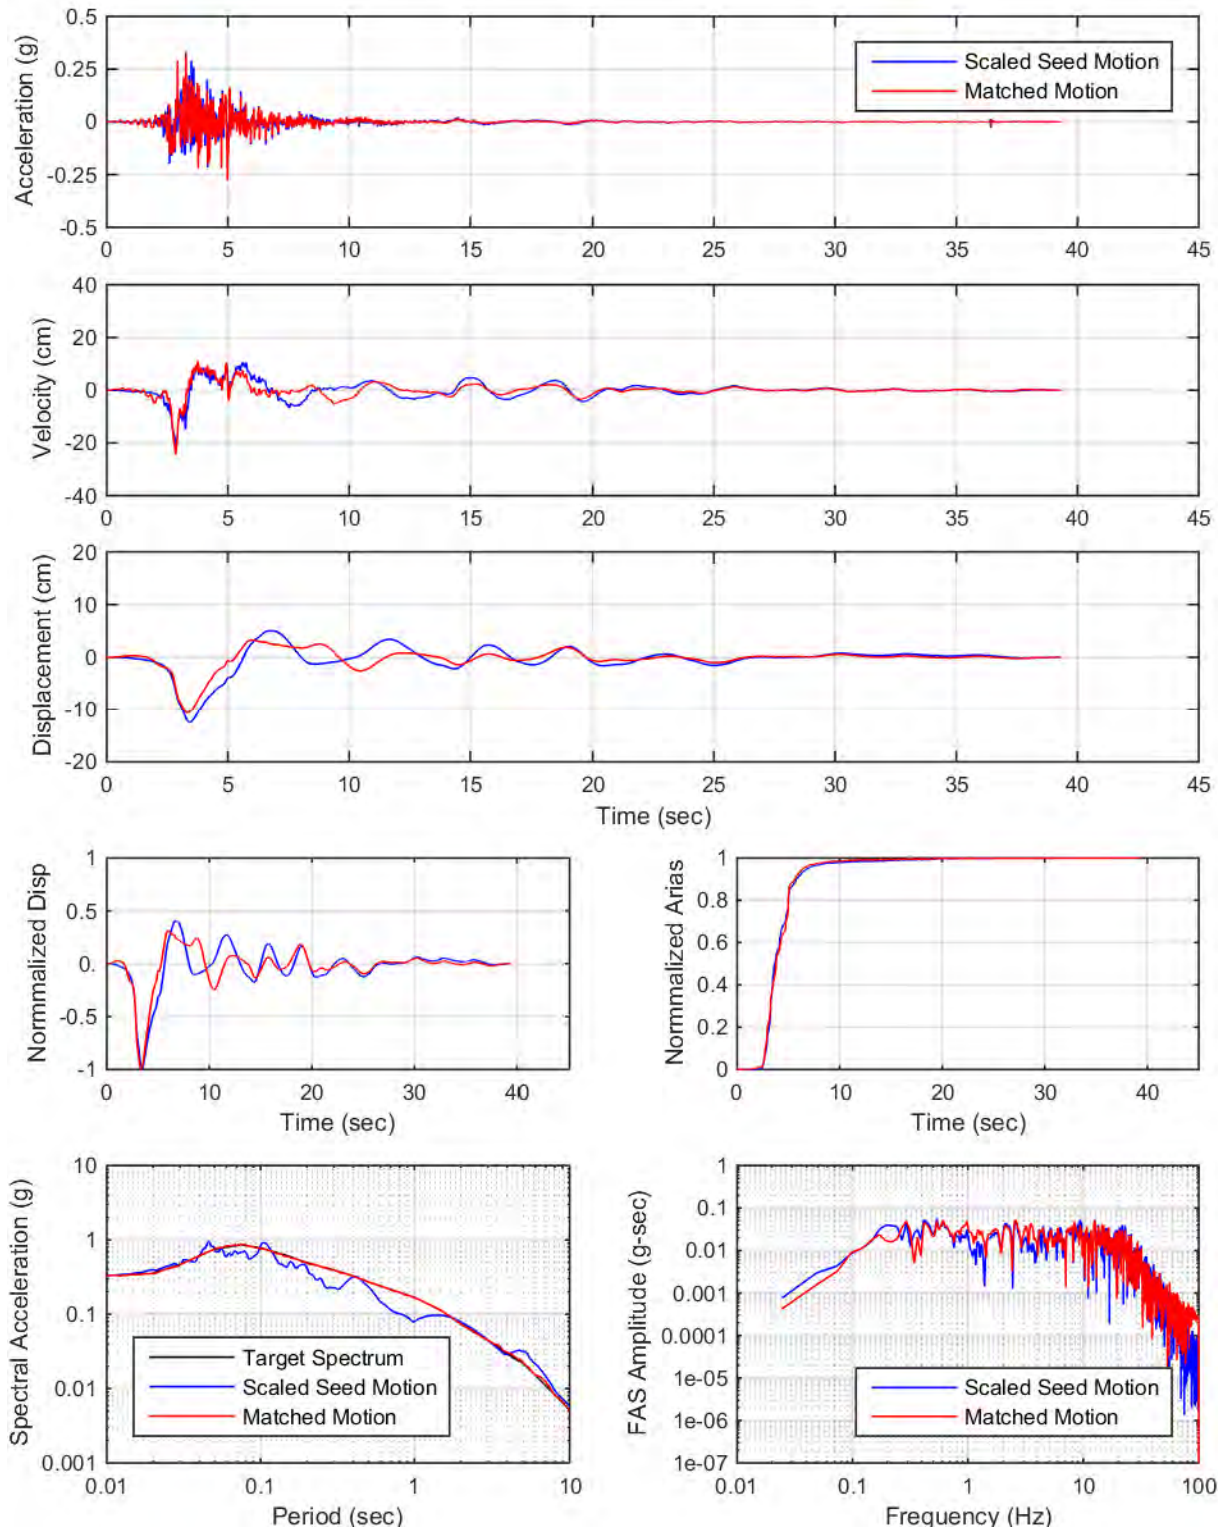 0.5
0.25
0
-0.25
-0.5
Acceleration (g)
Scaled Seed Motion
Matched Motion
0 5 10 15 20 25 30 35 40 45
40
20
0
-20
-40
Velocity (cm)
0 5 10 15 20 25 30 35 40 45
20
10
0
-10
-20
Displacement (cm)
0 5 10 15 20 25 30 35 40 45
Time (sec)
1
0.5
0
-0.5
-1
Normmalized Disp
0 10 20 30 40
Time (sec)
1
0.8
0.6
0.4
0.2
0
Normmalized Arias
0 10 20 30 40
Time (sec)
10
1
0.1
0.01
0.001
Spectral Acceleration (g)
Target Spectrum
Scaled Seed Motion
Matched Motion
0.01 0.1 1 10
Period (sec)
1
0.1
0.01
0.001
0.0001
1e-05
1e-06
1e-07
FAS Amplitude (g-sec)
Scaled Seed Motion
Matched Motion
0.01 0.1 1 10 100
Frequency (Hz)